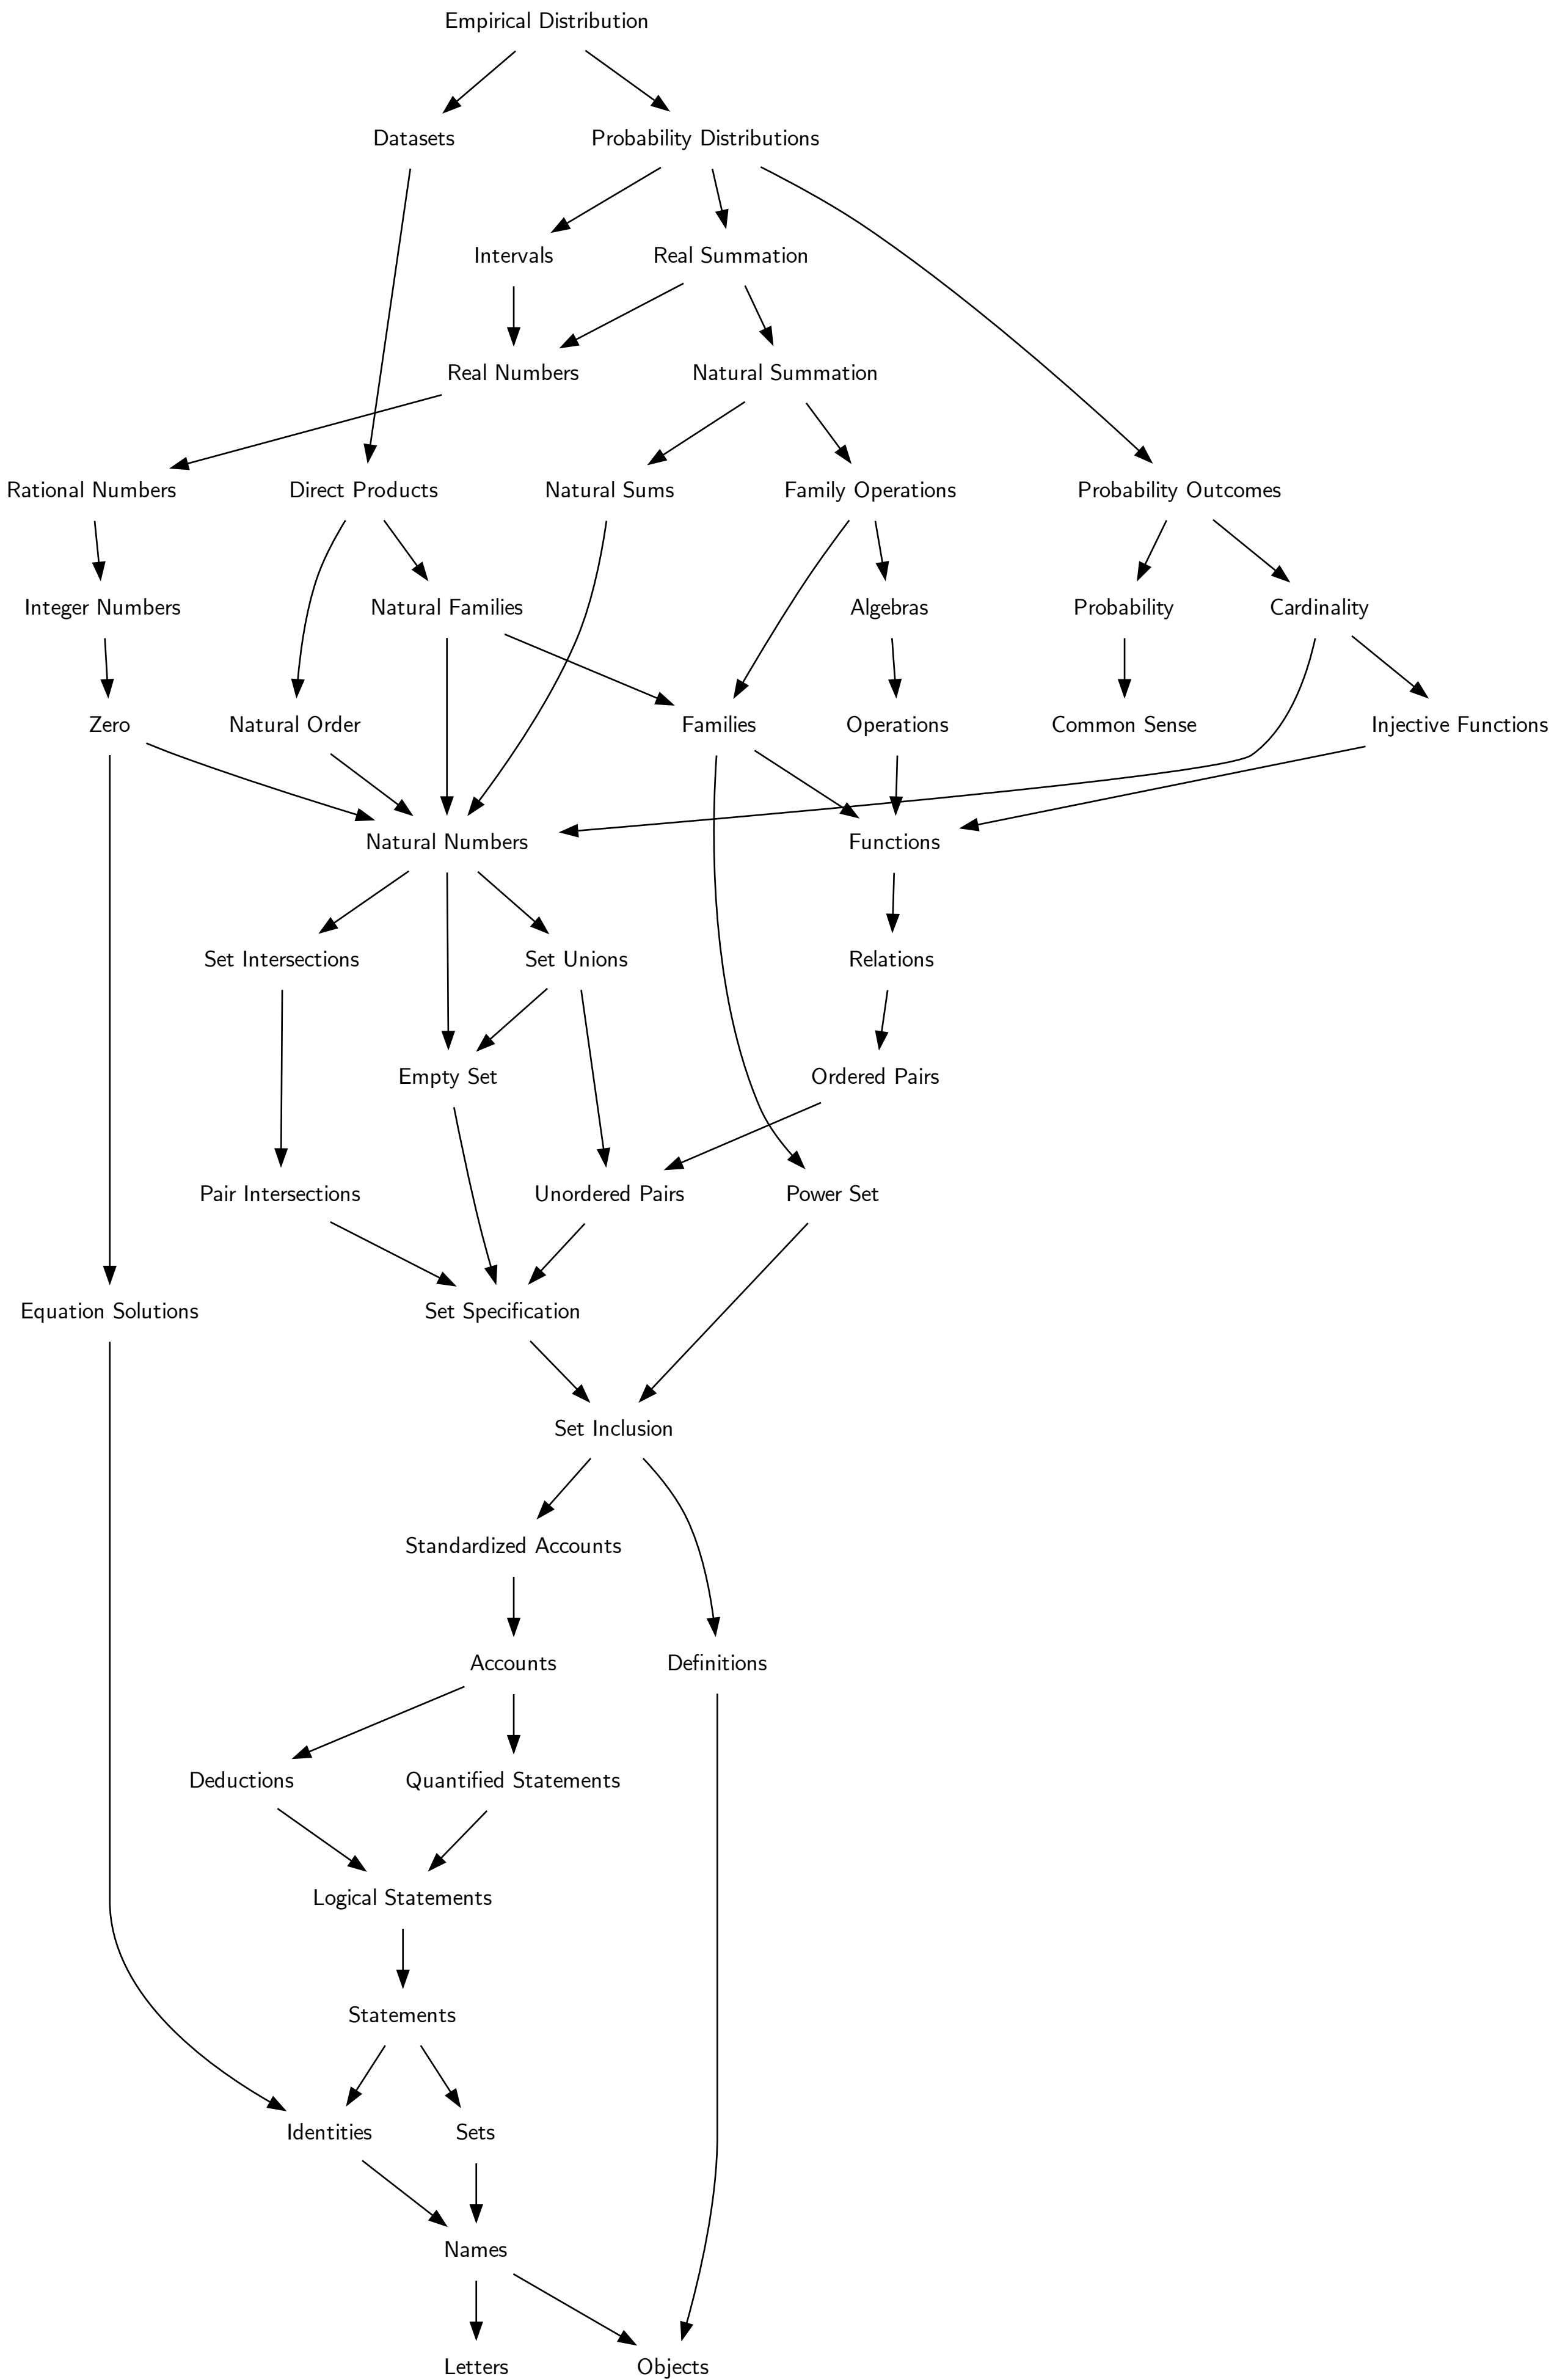 Empirical Distribution
Datasets
Probability Distributions
Intervals
Real Summation
Real Numbers
Natural Summation
Rational Numbers
Direct Products
Natural Sums
Family Operations
Probability Outcomes
Integer Numbers
Natural Families
Algebras
Probability
Cardinality
Zero
Natural Order
Families
Operations
Common Sense
Injective Functions
Natural Numbers
Functions
Set Intersections
Set Unions
Relations
Empty Set
Ordered Pairs
Pair Intersections
Unordered Pairs
Power Set
Equation Solutions
Set Specification
Set Inclusion
Standardized Accounts
Accounts
Definitions
Deductions
Quantified Statements
Logical Statements
Statements
Identities
Sets
Names
Letters
Objects